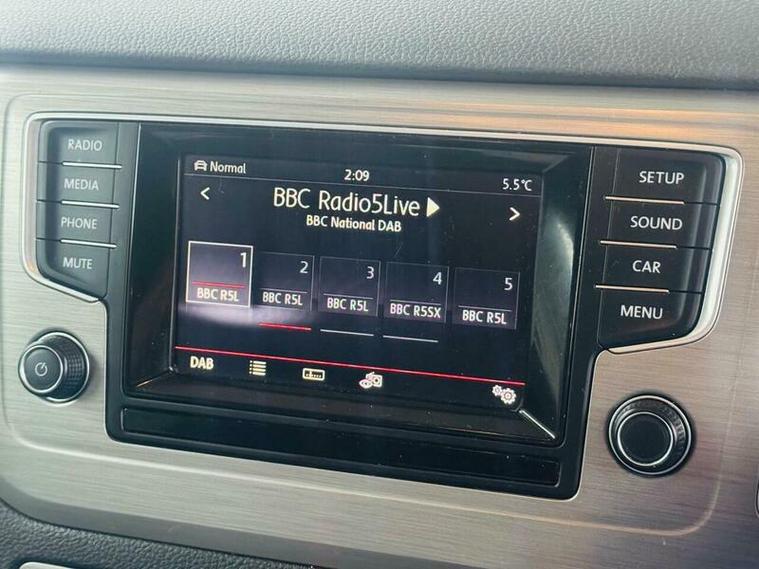 RADIO
MEDIA
PHONE
MUTE
Normal
2:09
5.5°C
< BBC Radio5Live >
BBC National DAB
1
2
3
4
5
BBC R5L
BBC R5L
BBC R5L
BBC R5SX
BBC R5L
DAB
SETUP
SOUND
CAR
MENU